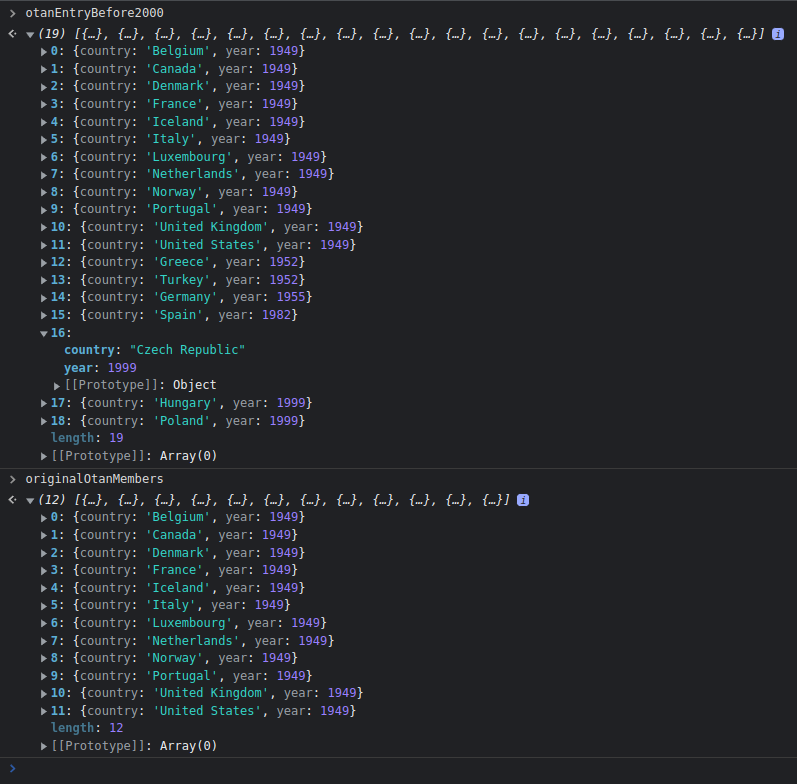 otanEntryBefore2000
(19) [{…}, {…}, {…}, {…}, {…}, {…}, {…}, {…}, {…}, {…}, {…}, {…}, {…}, {…}, {…}, {…}, {…}, {…}, {…}] i
0: {country: 'Belgium', year: 1949}
1: {country: 'Canada', year: 1949}
2: {country: 'Denmark', year: 1949}
3: {country: 'France', year: 1949}
4: {country: 'Iceland', year: 1949}
5: {country: 'Italy', year: 1949}
6: {country: 'Luxembourg', year: 1949}
7: {country: 'Netherlands', year: 1949}
8: {country: 'Norway', year: 1949}
9: {country: 'Portugal', year: 1949}
10: {country: 'United Kingdom', year: 1949}
11: {country: 'United States', year: 1949}
12: {country: 'Greece', year: 1952}
13: {country: 'Turkey', year: 1952}
14: {country: 'Germany', year: 1955}
15: {country: 'Spain', year: 1982}
16:
country: "Czech Republic"
year: 1999
[[Prototype]]: Object
17: {country: 'Hungary', year: 1999}
18: {country: 'Poland', year: 1999}
length: 19
[[Prototype]]: Array(0)
originalOtanMembers
(12) [{…}, {…}, {…}, {…}, {…}, {…}, {…}, {…}, {…}, {…}, {…}, {…}] i
0: {country: 'Belgium', year: 1949}
1: {country: 'Canada', year: 1949}
2: {country: 'Denmark', year: 1949}
3: {country: 'France', year: 1949}
4: {country: 'Iceland', year: 1949}
5: {country: 'Italy', year: 1949}
6: {country: 'Luxembourg', year: 1949}
7: {country: 'Netherlands', year: 1949}
8: {country: 'Norway', year: 1949}
9: {country: 'Portugal', year: 1949}
10: {country: 'United Kingdom', year: 1949}
11: {country: 'United States', year: 1949}
length: 12
[[Prototype]]: Array(0)